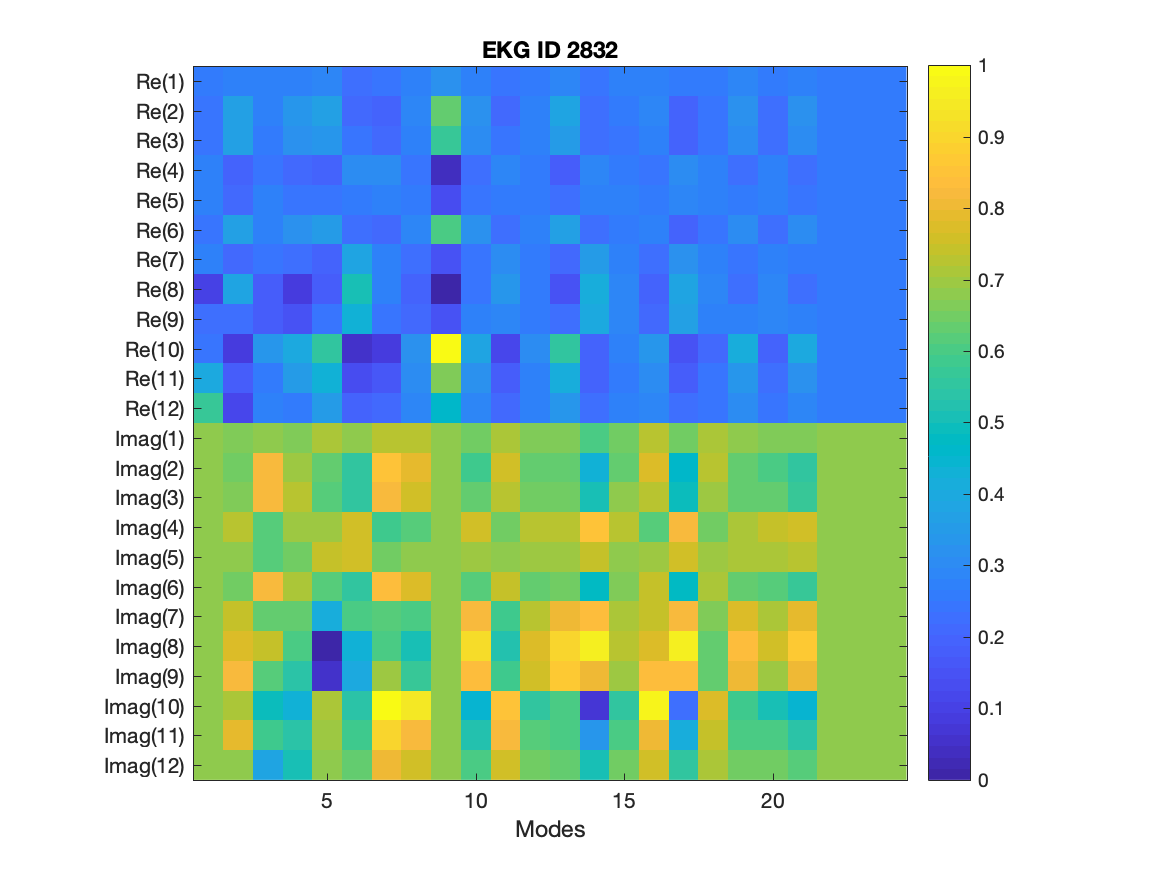 EKG ID 2832
Re(1)
Re(2)
Re(3)
Re(4)
Re(5)
Re(6)
Re(7)
Re(8)
Re(9)
Re(10)
Re(11)
Re(12)
Imag(1)
Imag(2)
Imag(3)
Imag(4)
Imag(5)
Imag(6)
Imag(7)
Imag(8)
Imag(9)
Imag(10)
Imag(11)
Imag(12)
5 10 15 20
Modes
1
0.9
0.8
0.7
0.6
0.5
0.4
0.3
0.2
0.1
0